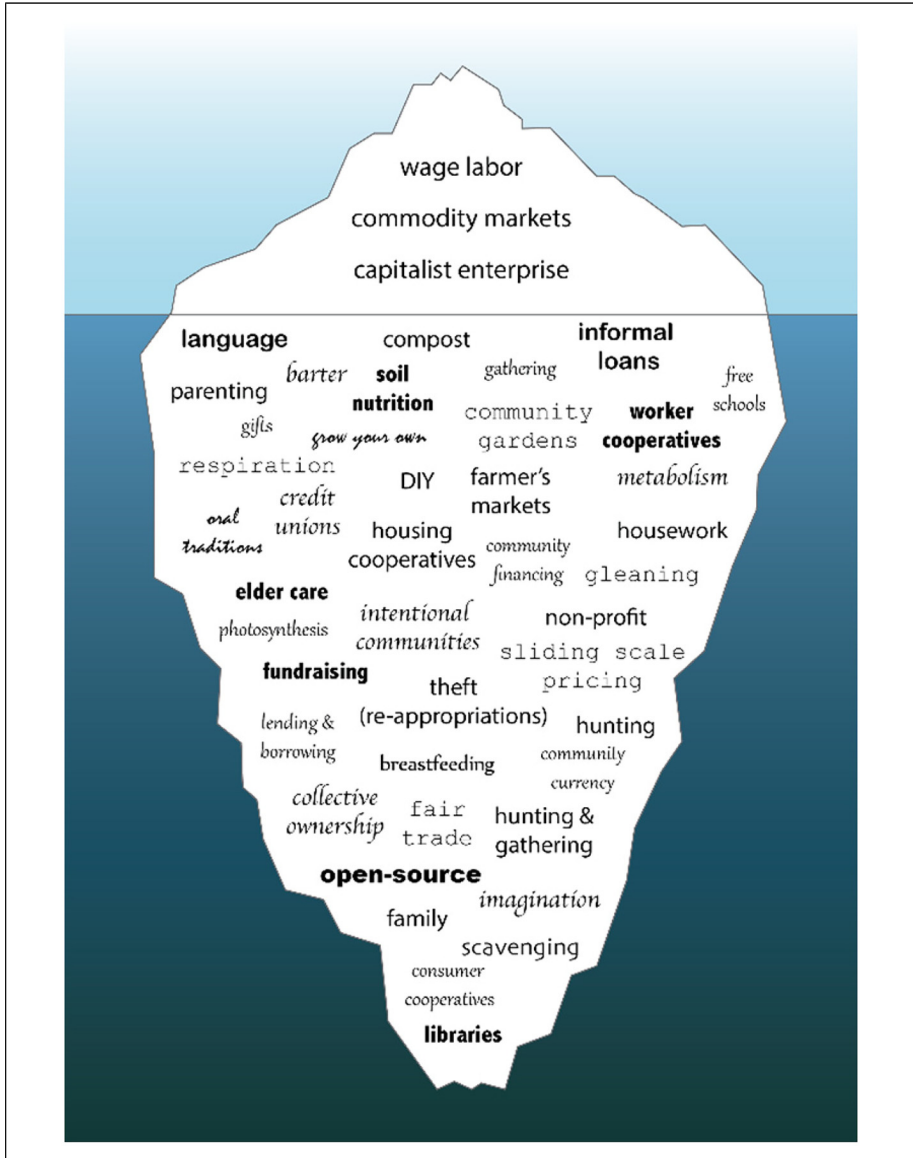 wage labor
commodity markets
capitalist enterprise
language
compost
informal
loans
parenting
barter
soil
nutrition
gathering
free
schools
gifts
grow your own
community
gardens
worker
cooperatives
respiration
credit
unions
DIY
farmer's
markets
metabolism
oral
traditions
housing
cooperatives
community
financing
housework
gleaning
elder care
photosynthesis
intentional
communities
non-profit
sliding scale
pricing
fundraising
theft
(re-appropriations)
hunting
lending &
borrowing
breastfeeding
community
currency
collective
ownership
fair
trade
hunting &
gathering
open-source
imagination
family
scavenging
consumer
cooperatives
libraries